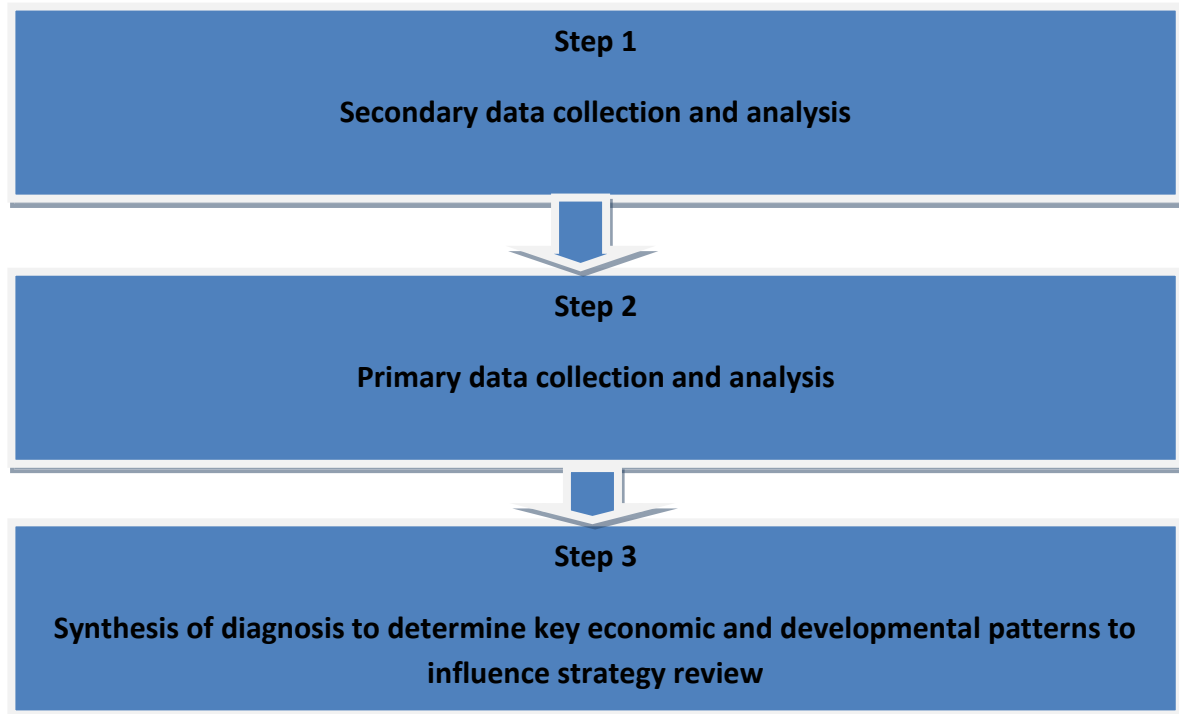 Step 1
Secondary data collection and analysis
Step 2
Primary data collection and analysis
Step 3
Synthesis of diagnosis to determine key economic and developmental patterns to
influence strategy review